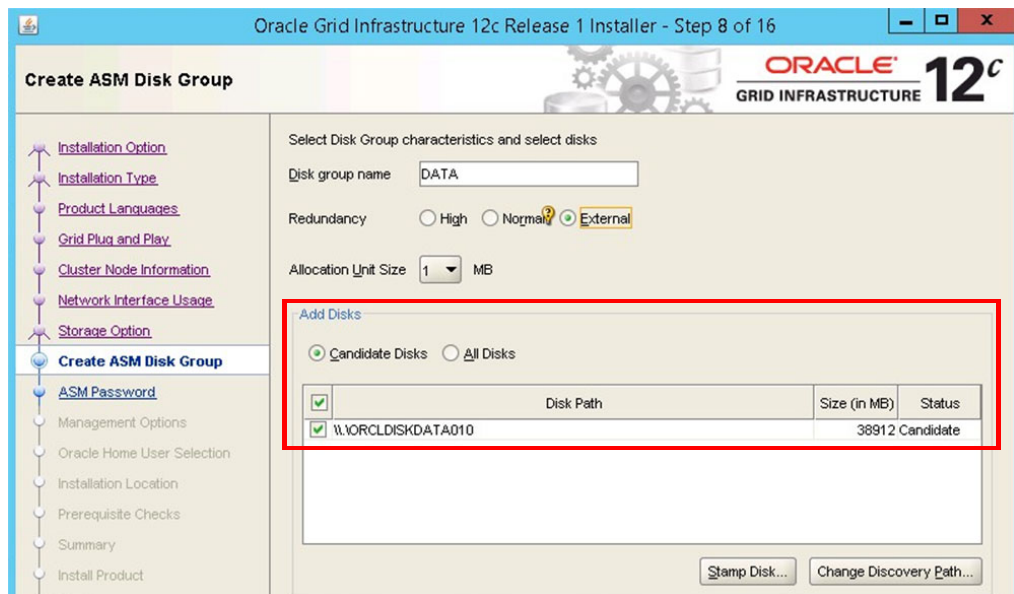 Oracle Grid Infrastructure 12c Release 1 Installer - Step 8 of 16
Create ASM Disk Group
ORACLE
GRID INFRASTRUCTURE
12c
Installation Option
Installation Type
Product Languages
Grid Plug and Play
Cluster Node Information
Network Interface Usage
Storage Option
Create ASM Disk Group
ASM Password
Management Options
Oracle Home User Selection
Installation Location
Prerequisite Checks
Summary
Install Product
Select Disk Group characteristics and select disks
Disk group name DATA
Redundancy High Normal External
Allocation Unit Size 1 MB
Add Disks
Candidate Disks All Disks
Disk Path Size (in MB) Status
\\.\ORCLDISKDATA010 38912 Candidate
Stamp Disk... Change Discovery Path...